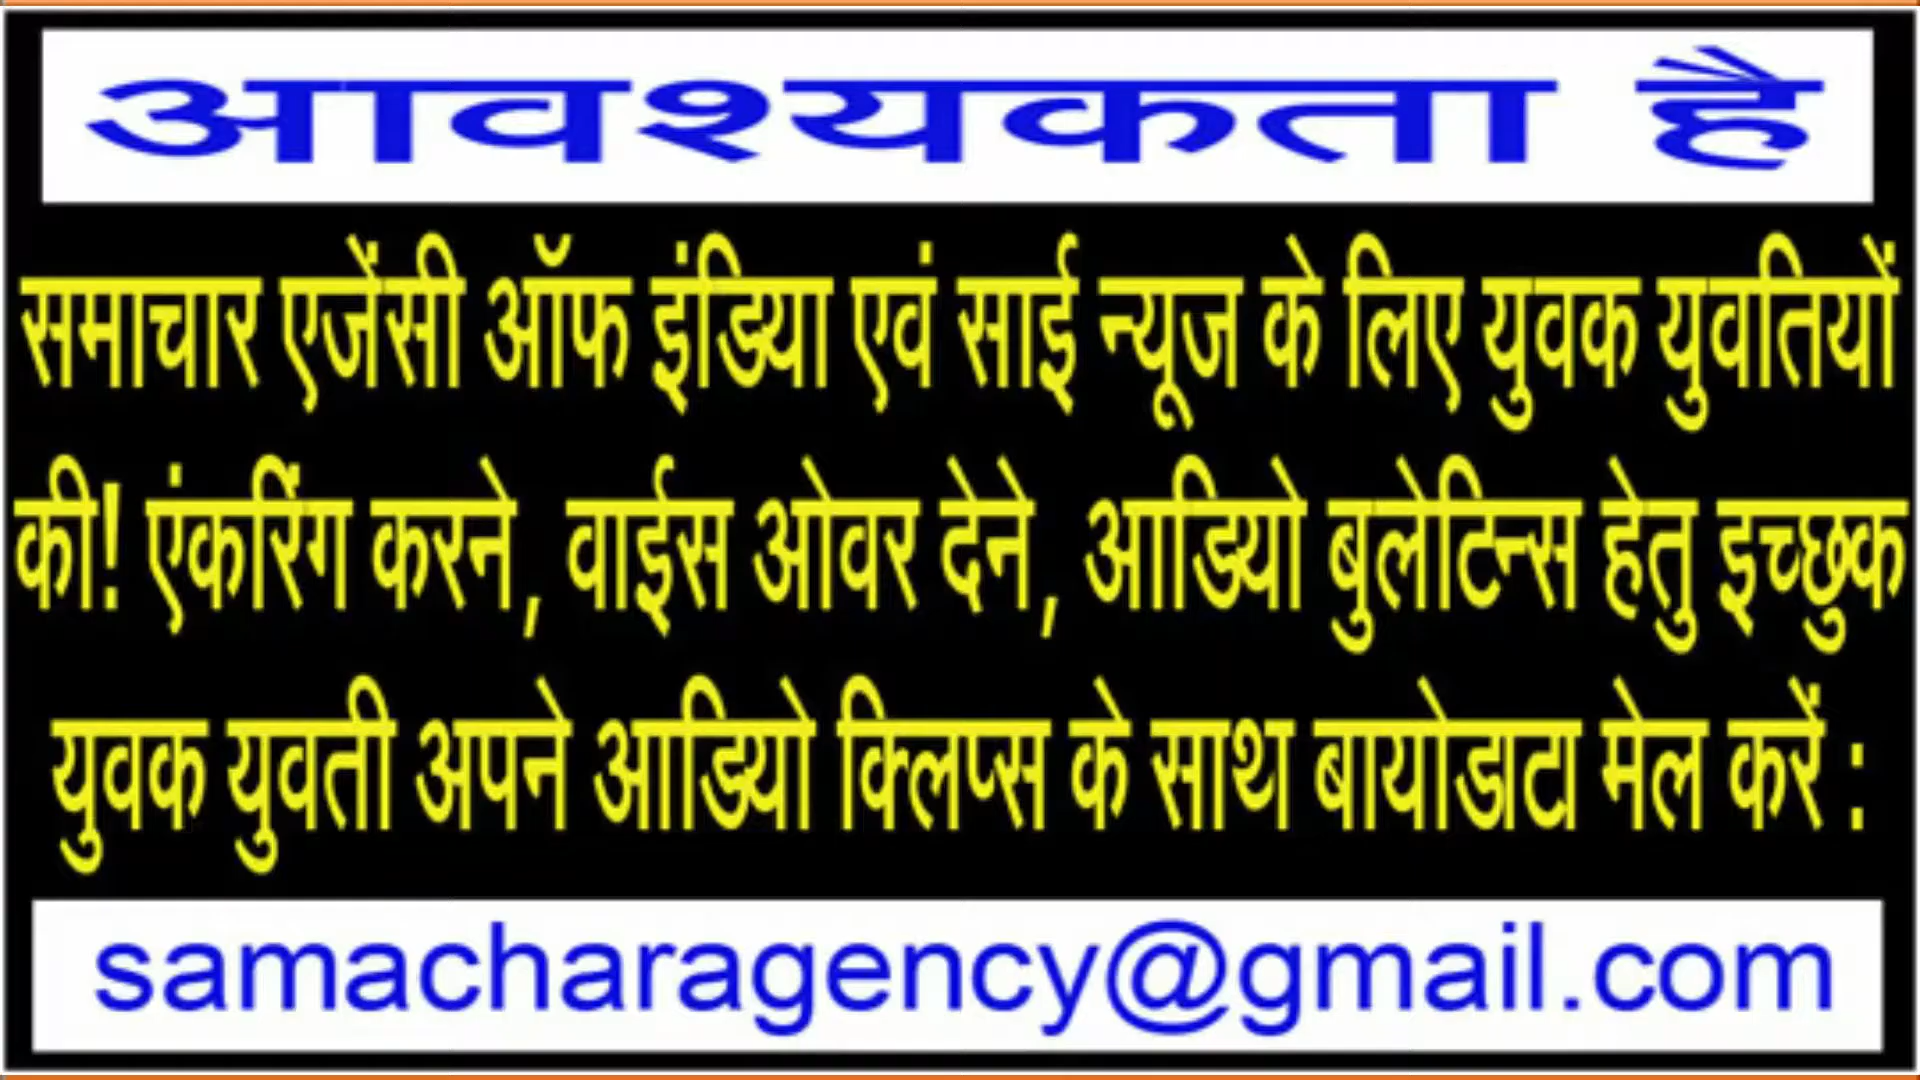 आवश्यकता है
समाचार एजेंसी ऑफ इंडिया एवं साई न्यूज के लिए युवक युवतियों
की! एंकरिंग करने, वाईस ओवर देने, आडियो बुलेटिन्स हेतु इच्छुक
युवक युवती अपने आडियो क्लिप्स के साथ बायोडाटा मेल करें :
samacharagency@gmail.com